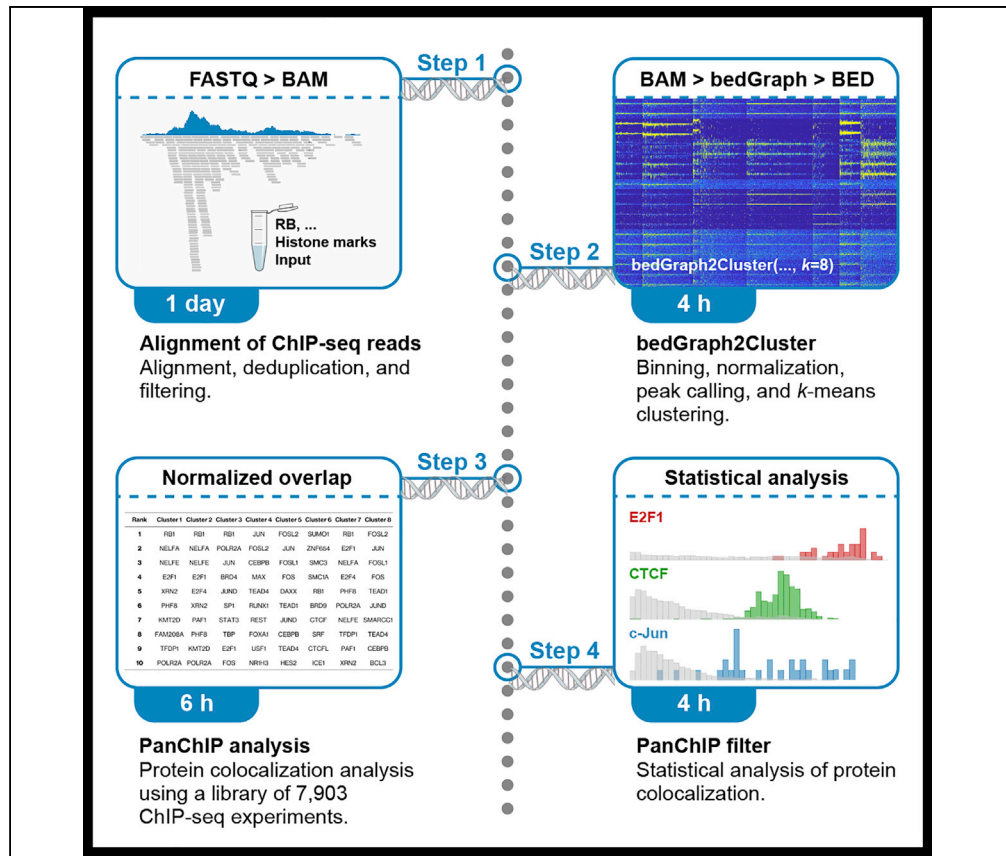 Step 1
FASTQ > BAM
RB, ...
Histone marks
Input
1 day
Alignment of ChIP-seq reads
Alignment, deduplication, and
filtering.
Step 2
BAM > bedGraph > BED
bedGraph2Cluster(..., k=8)
4 h
bedGraph2Cluster
Binning, normalization,
peak calling, and k-means
clustering.
Step 3
Normalized overlap
Rank Cluster 1 Cluster 2 Cluster 3 Cluster 4 Cluster 5 Cluster 6 Cluster 7 Cluster 8
1 RB1 RB1 RB1 JUN FOSL2 SUMO1 RB1 FOSL2
2 NELFA NELFA POLR2A FOSL2 JUN ZNF654 E2F1 JUN
3 NELFE NELFE JUN CEBPB FOSL1 SMC3 NELFA FOSL1
4 E2F1 E2F1 BRD4 MAX FOS SMC1A E2F4 FOS
5 XRN2 E2F4 JUND TEAD4 DAXX RB1 PHF8 TEAD1
6 PHF8 XRN2 SP1 RUNX1 TEAD1 BRD9 POLR2A JUND
7 KMT2D PAF1 STAT3 REST JUND CTCF NELFE SMARCC1
8 FAM208A PHF8 TBP FOXA1 CEBPB SRF TFDP1 TEAD4
9 TFDP1 KMT2D E2F1 USF1 TEAD4 CTCFL PAF1 CEBPB
10 POLR2A POLR2A FOS NR1H3 HES2 ICE1 XRN2 BCL3
6 h
PanChIP analysis
Protein colocalization analysis
using a library of 7,903
ChIP-seq experiments.
Step 4
Statistical analysis
E2F1
CTCF
c-Jun
4 h
PanChIP filter
Statistical analysis of protein
colocalization.